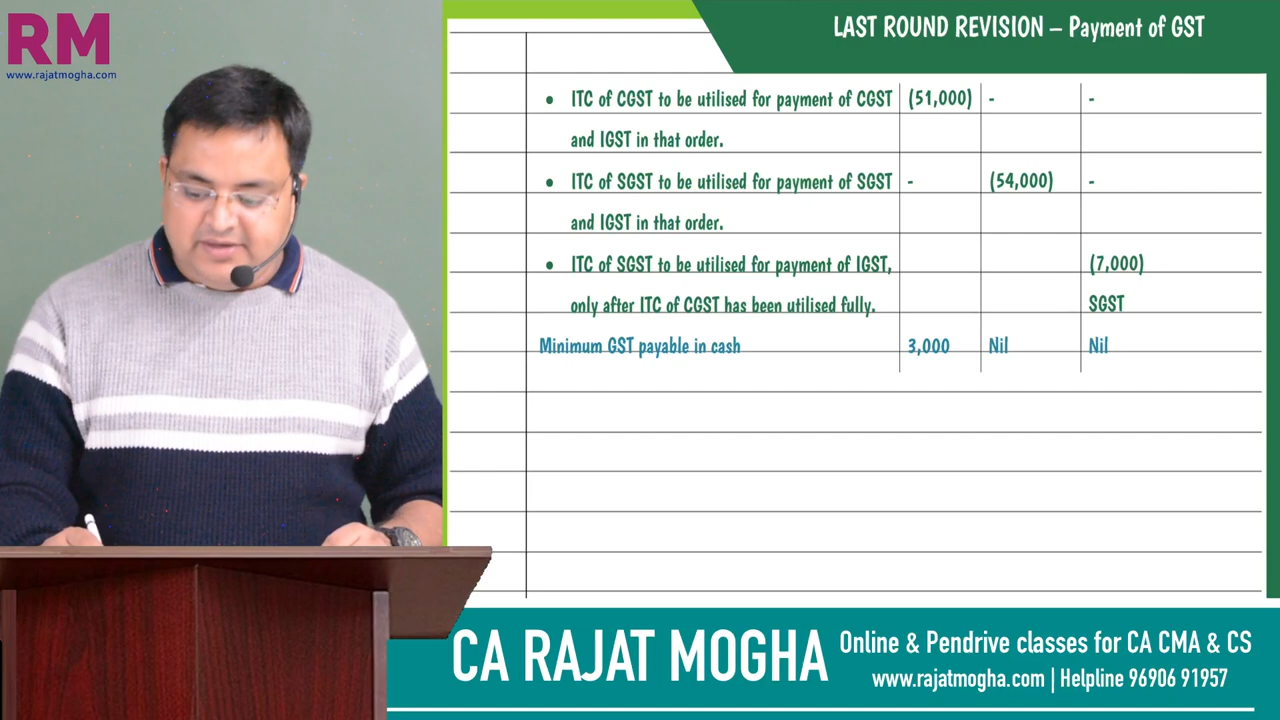 RM
www.rajatmogha.com
LAST ROUND REVISION – Payment of GST
• ITC of CGST to be utilised for payment of CGST (51,000) - -
and IGST in that order.
• ITC of SGST to be utilised for payment of SGST - (54,000) -
and IGST in that order.
• ITC of SGST to be utilised for payment of IGST, (7,000)
only after ITC of CGST has been utilised fully. SGST
Minimum GST payable in cash 3,000 Nil Nil
CA RAJAT MOGHA
Online & Pendrive classes for CA CMA & CS
www.rajatmogha.com | Helpline 96906 91957